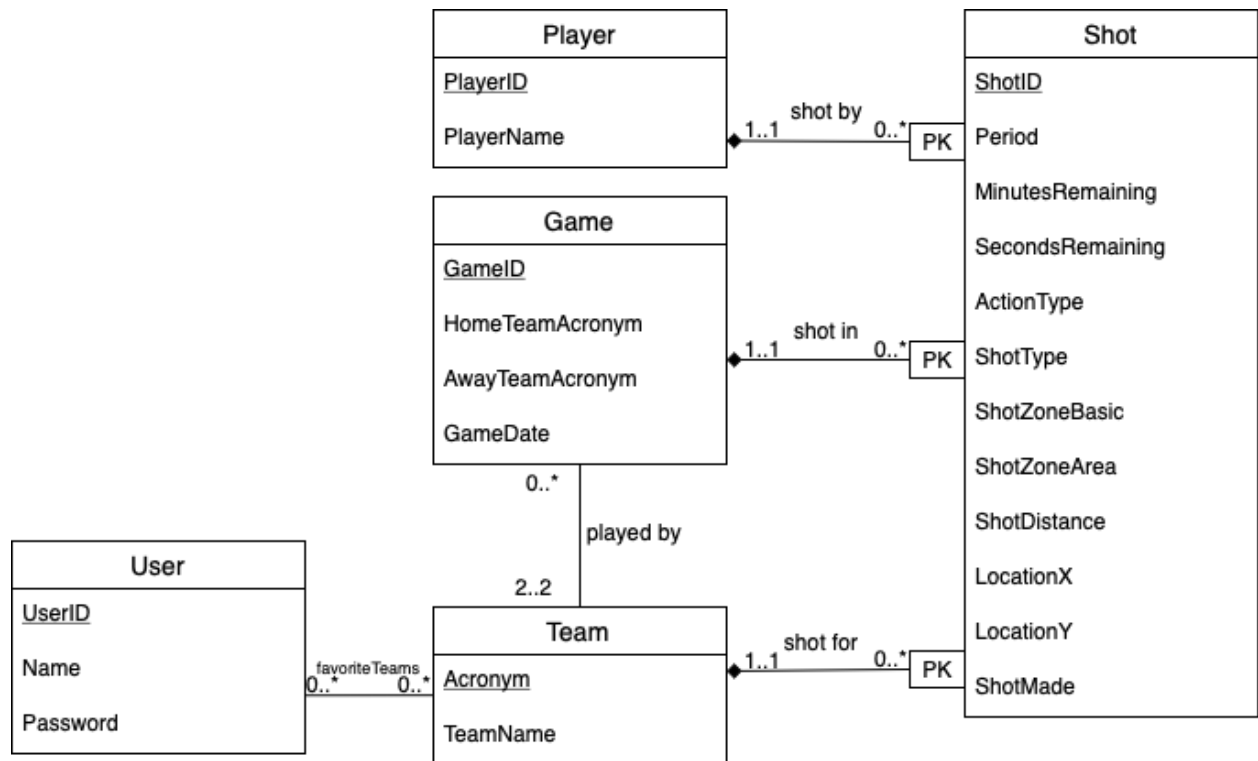 Player
PlayerID
PlayerName
shot by
1..1
0..*
PK
Shot
ShotID
Period
MinutesRemaining
SecondsRemaining
ActionType
ShotType
ShotZoneBasic
ShotZoneArea
ShotDistance
LocationX
LocationY
ShotMade
Game
GameID
HomeTeamAcronym
AwayTeamAcronym
GameDate
shot in
1..1
0..*
PK
0..*
played by
2..2
User
UserID
Name
Password
favoriteTeams
0..*
0..*
Team
Acronym
TeamName
shot for
1..1
0..*
PK